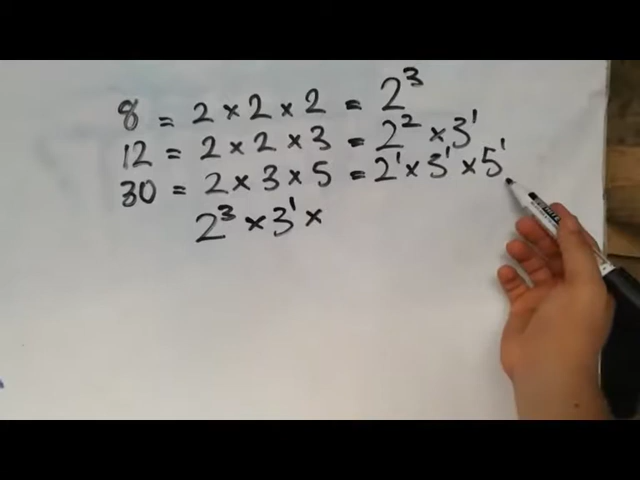 8 = 2 × 2 × 2 = 2³
12 = 2 × 2 × 3 = 2² × 3¹
30 = 2 × 3 × 5 = 2¹ × 3¹ × 5¹
2³ × 3¹ ×